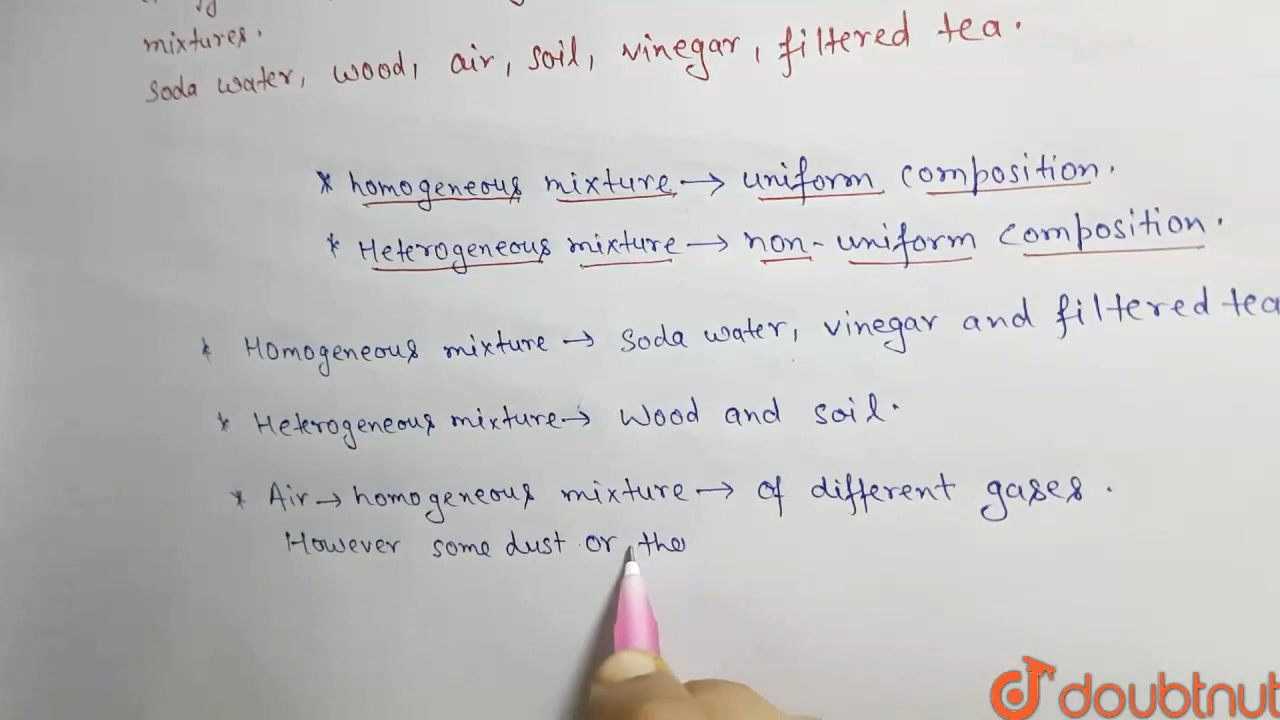 mixtures.
Soda water, wood, air, soil, vinegar, filtered tea.
* homogeneous mixture → uniform composition.
* Heterogeneous mixture → non-uniform composition.
* Homogeneous mixture → Soda water, vinegar and filtered tea
* Heterogeneous mixture → Wood and soil.
* Air → homogeneous mixture → of different gases.
However some dust or the
doubtnut